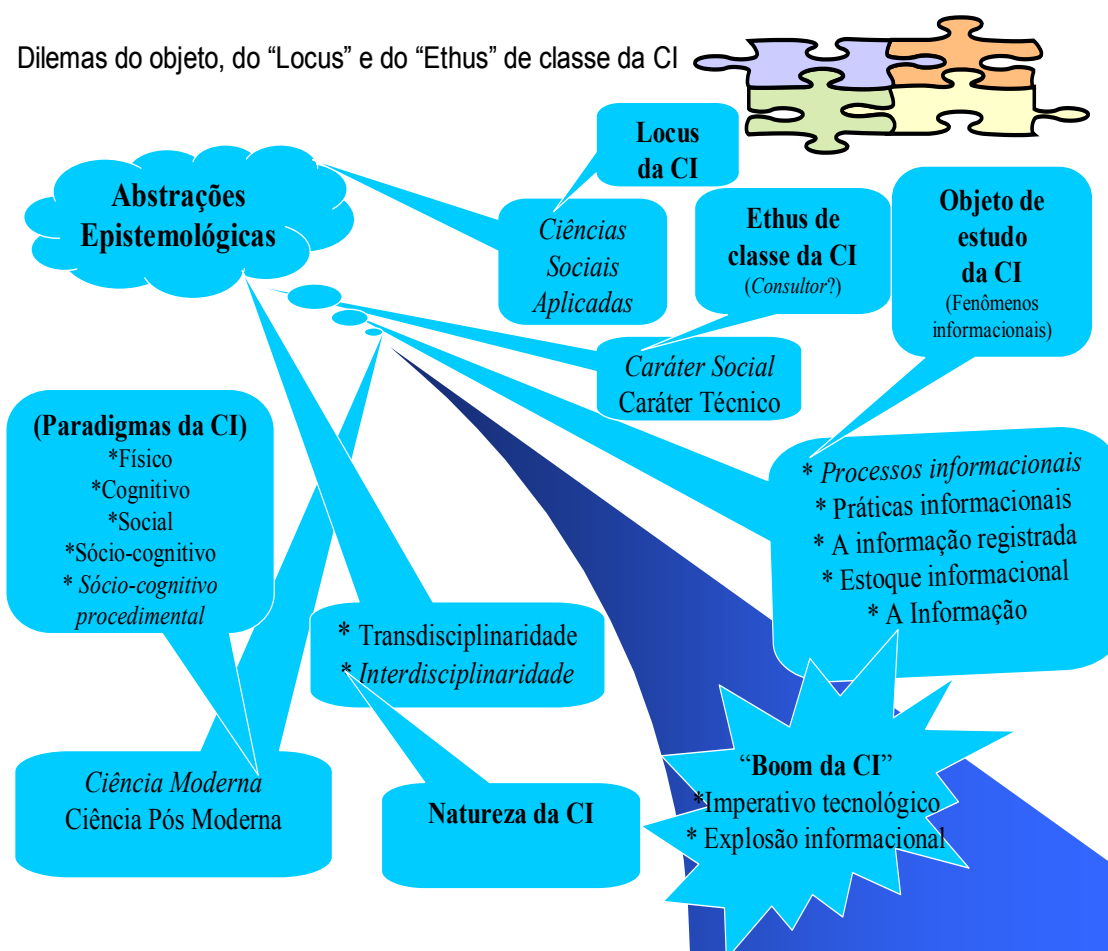 Dilemas do objeto, do “Locus” e do “Ethus” de classe da CI
Abstrações
Epistemológicas
Locus
da CI
Ciências
Sociais
Aplicadas
Ethus de
classe da CI
(Consultor?)
Caráter Social
Caráter Técnico
Objeto de
estudo
da CI
(Fenômenos
informacionais)
* Processos informacionais
* Práticas informacionais
* A informação registrada
* Estoque informacional
* A Informação
(Paradigmas da CI)
*Físico
*Cognitivo
*Social
*Sócio-cognitivo
* Sócio-cognitivo
procedimental
* Transdisciplinaridade
* Interdisciplinaridade
Ciência Moderna
Ciência Pós Moderna
Natureza da CI
“Boom da CI”
*Imperativo tecnológico
* Explosão informacional